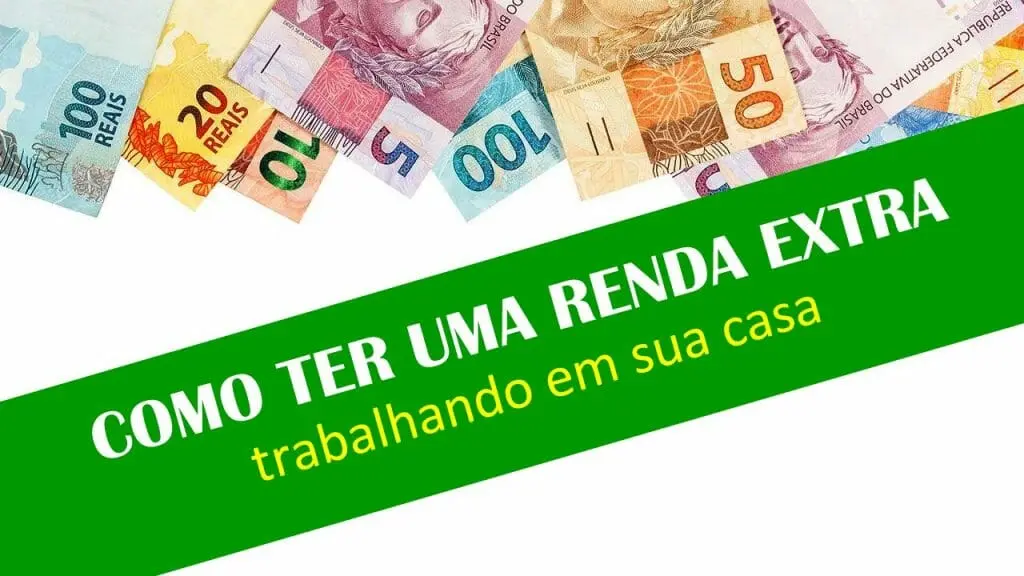 100
REAIS
20
REAIS
10
5
DO BRASIL
100
50
REPÚBLICA FEDERATIVA DO BRASIL
5
COMO TER UMA RENDA EXTRA
trabalhando em sua casa